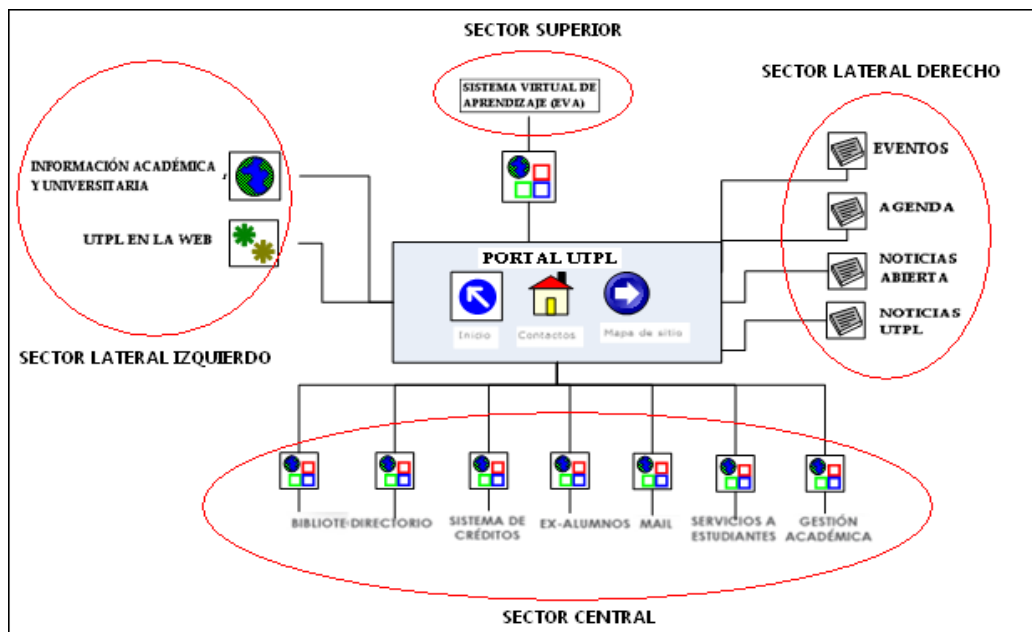 SECTOR SUPERIOR
SISTEMA VIRTUAL DE
APRENDIZAJE (EVA)
SECTOR LATERAL DERECHO
EVENTOS
AGENDA
NOTICIAS
ABIERTA
NOTICIAS
UTPL
INFORMACIÓN ACADÉMICA
Y UNIVERSITARIA
UTPL EN LA WEB
SECTOR LATERAL IZQUIERDO
PORTAL UTPL
Inicio
Contactos
Mapa de sitio
BIBLIOTE
DIRECTORIO
SISTEMA DE
CRÉDITOS
EX-ALUMNOS
MAIL
SERVICIOS A
ESTUDIANTES
GESTIÓN
ACADÉMICA
SECTOR CENTRAL